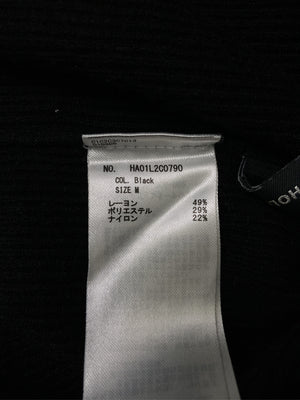 NO. HA01L2C0790
COL. Black
SIZE M
レーヨン 49%
ポリエステル 29%
ナイロン 22%